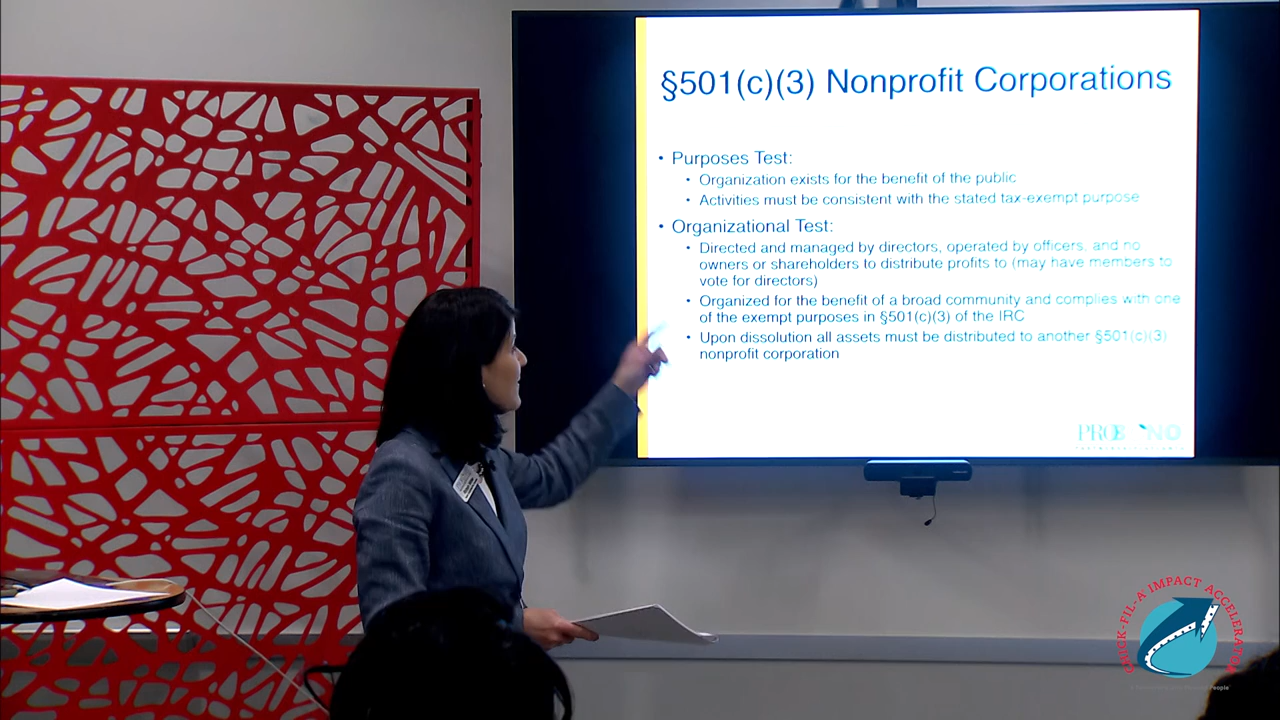 §501(c)(3) Nonprofit Corporations
• Purposes Test:
• Organization exists for the benefit of the public
• Activities must be consistent with the stated tax-exempt purpose
• Organizational Test:
• Directed and managed by directors, operated by officers, and no
owners or shareholders to distribute profits to (may have members to
vote for directors)
• Organized for the benefit of a broad community and complies with one
of the exempt purposes in §501(c)(3) of the IRC
• Upon dissolution all assets must be distributed to another §501(c)(3)
nonprofit corporation
CHICK-FIL-A IMPACT ACCELERATOR